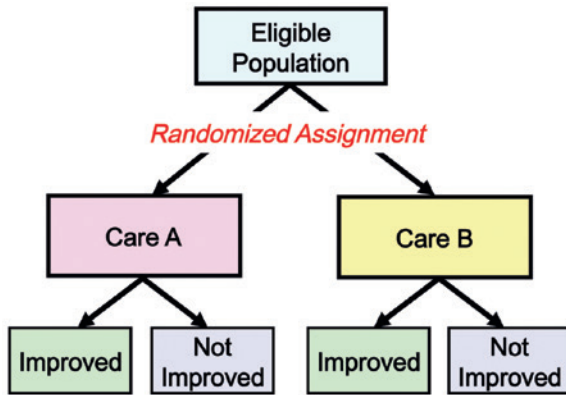 Eligible
Population
Randomized Assignment
Care A
Care B
Improved
Not
Improved
Improved
Not
Improved